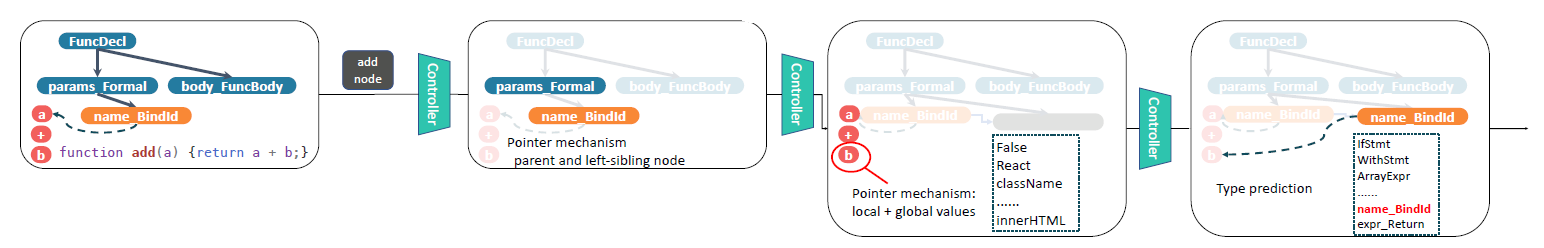 FuncDecl
params_Formal
body_FuncBody
a
name_BindId
+
b
function add(a) {return a + b;}
add
node
Controller
FuncDecl
params_Formal
body_FuncBody
a
name_BindId
+
Pointer mechanism
b
parent and left-sibling node
Controller
FuncDecl
params_Formal
body_FuncBody
a
name_BindId
+
b
False
React
className
......
innerHTML
Pointer mechanism:
local + global values
Controller
FuncDecl
params_Formal
body_FuncBody
a
name_BindId
name_BindId
+
b
Type prediction
IfStmt
WithStmt
ArrayExpr
......
name_BindId
expr_Return